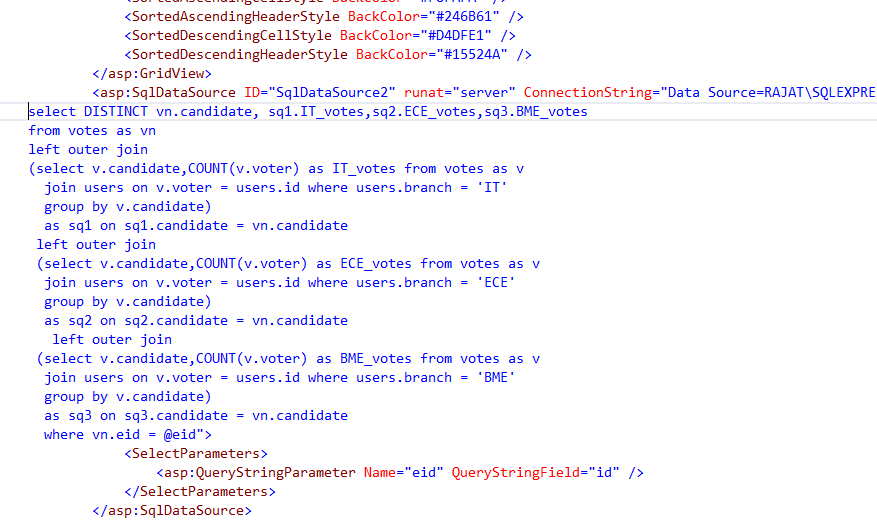 <SortedAscendingHeaderStyle BackColor="#246B61" />
<SortedDescendingCellStyle BackColor="#D4DFE1" />
<SortedDescendingHeaderStyle BackColor="#15524A" />
</asp:GridView>
<asp:SqlDataSource ID="SqlDataSource2" runat="server" ConnectionString="Data Source=RAJAT\SQLEXPRE
select DISTINCT vn.candidate, sq1.IT_votes,sq2.ECE_votes,sq3.BME_votes
from votes as vn
left outer join
(select v.candidate,COUNT(v.voter) as IT_votes from votes as v
join users on v.voter = users.id where users.branch = 'IT'
group by v.candidate)
as sq1 on sq1.candidate = vn.candidate
left outer join
(select v.candidate,COUNT(v.voter) as ECE_votes from votes as v
join users on v.voter = users.id where users.branch = 'ECE'
group by v.candidate)
as sq2 on sq2.candidate = vn.candidate
left outer join
(select v.candidate,COUNT(v.voter) as BME_votes from votes as v
join users on v.voter = users.id where users.branch = 'BME'
group by v.candidate)
as sq3 on sq3.candidate = vn.candidate
where vn.eid = @eid">
<SelectParameters>
<asp:QueryStringParameter Name="eid" QueryStringField="id" />
</SelectParameters>
</asp:SqlDataSource>